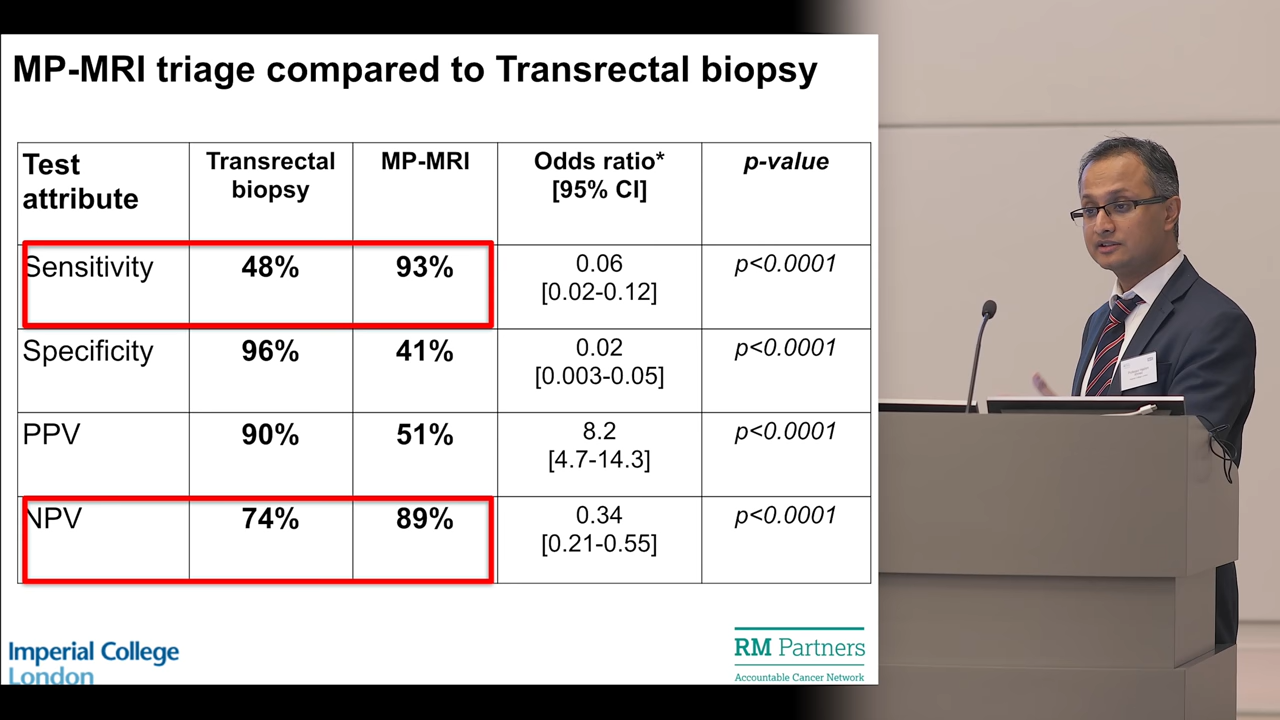 MP-MRI triage compared to Transrectal biopsy
Test
attribute
Transrectal
biopsy
MP-MRI
Odds ratio*
[95% CI]
p-value
Sensitivity
48%
93%
0.06
[0.02-0.12]
p<0.0001
Specificity
96%
41%
0.02
[0.003-0.05]
p<0.0001
PPV
90%
51%
8.2
[4.7-14.3]
p<0.0001
NPV
74%
89%
0.34
[0.21-0.55]
p<0.0001
Imperial College
London
RM Partners
Accountable Cancer Network